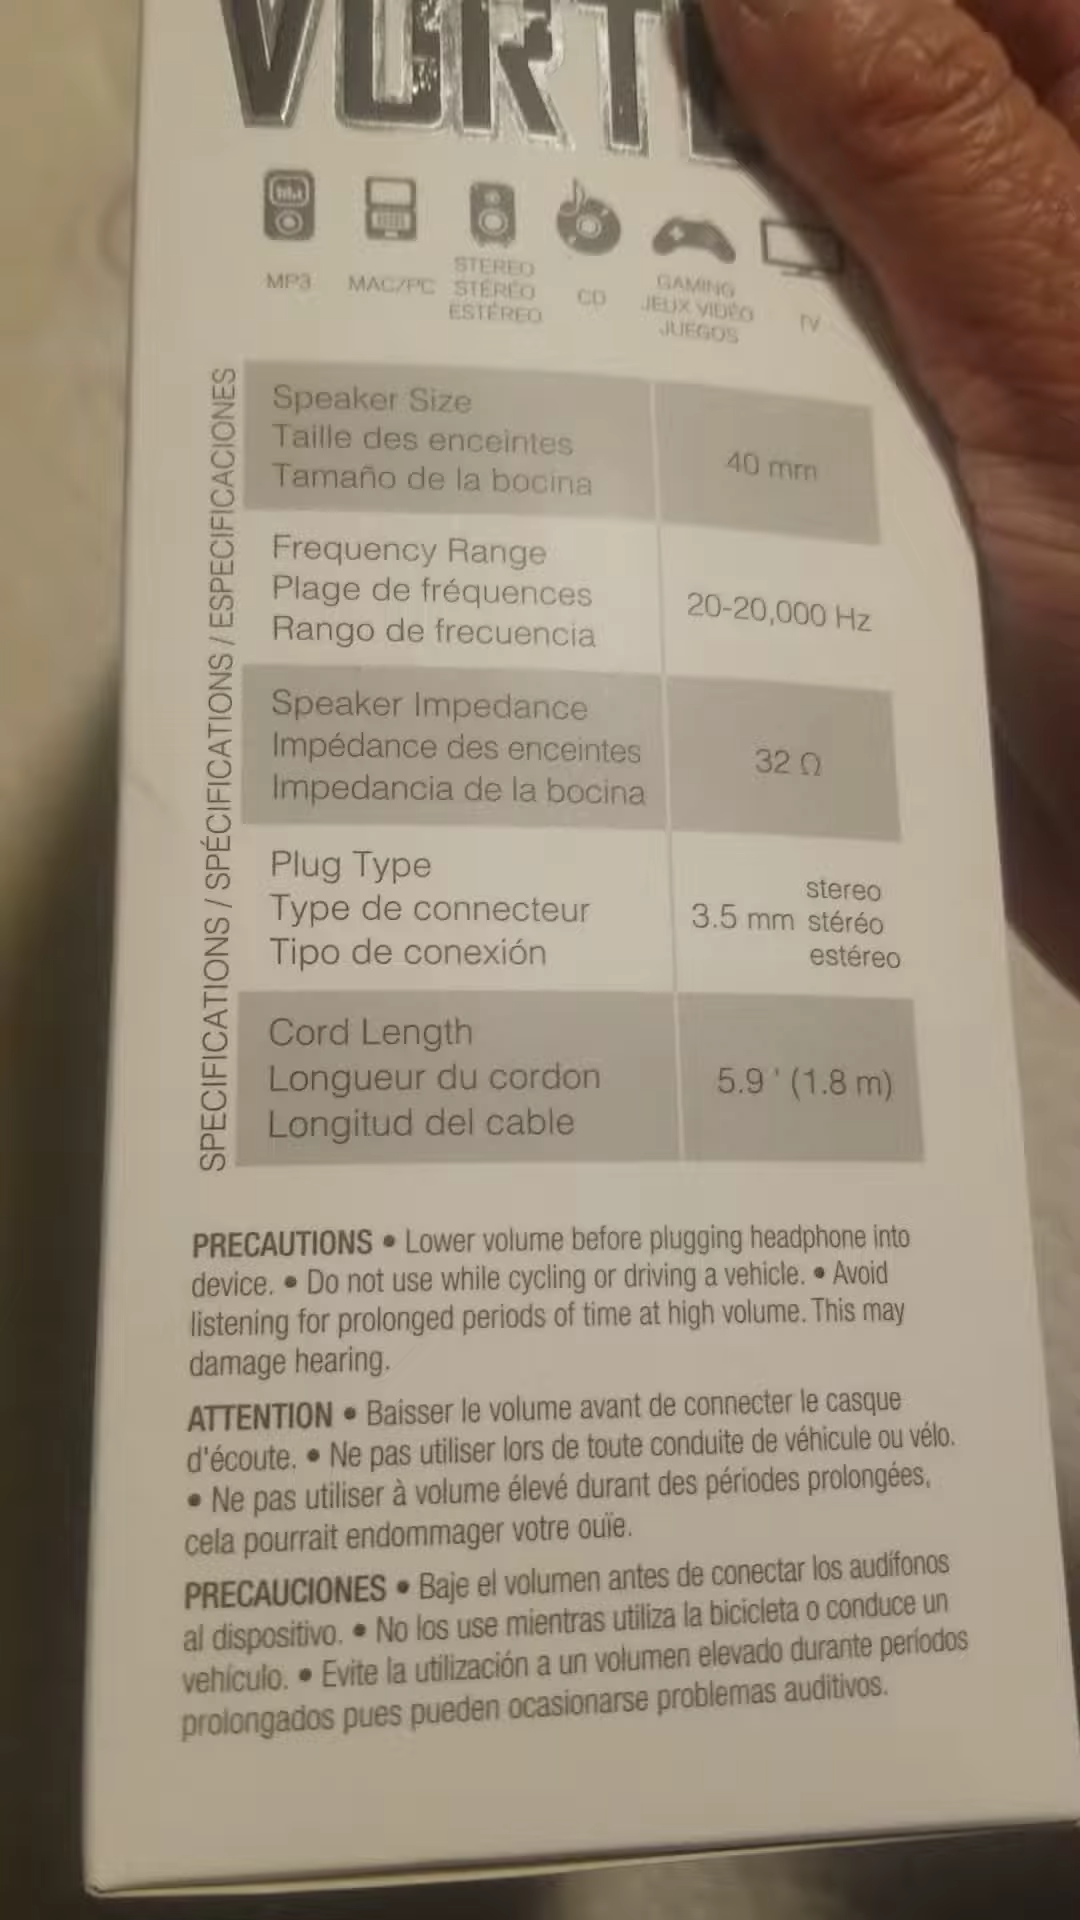 MP3
MAC/PC
STEREO
STÉRÉO
ESTÉREO
CD
GAMING
JEUX VIDÉO
JUEGOS
TV
SPECIFICATIONS / SPÉCIFICATIONS / ESPECIFICACIONES
Speaker Size
Taille des enceintes
Tamaño de la bocina
40 mm
Frequency Range
Plage de fréquences
Rango de frecuencia
20-20,000 Hz
Speaker Impedance
Impédance des enceintes
Impedancia de la bocina
32 Ω
Plug Type
Type de connecteur
Tipo de conexión
3.5 mm stereo
stéréo
estéreo
Cord Length
Longueur du cordon
Longitud del cable
5.9 ' (1.8 m)
PRECAUTIONS • Lower volume before plugging headphone into
device. • Do not use while cycling or driving a vehicle. • Avoid
listening for prolonged periods of time at high volume. This may
damage hearing.
ATTENTION • Baisser le volume avant de connecter le casque
d'écoute. • Ne pas utiliser lors de toute conduite de véhicule ou vélo.
• Ne pas utiliser à volume élevé durant des périodes prolongées,
cela pourrait endommager votre ouïe.
PRECAUCIONES • Baje el volumen antes de conectar los audífonos
al dispositivo. • No los use mientras utiliza la bicicleta o conduce un
vehículo. • Evite la utilización a un volumen elevado durante períodos
prolongados pues pueden ocasionarse problemas auditivos.